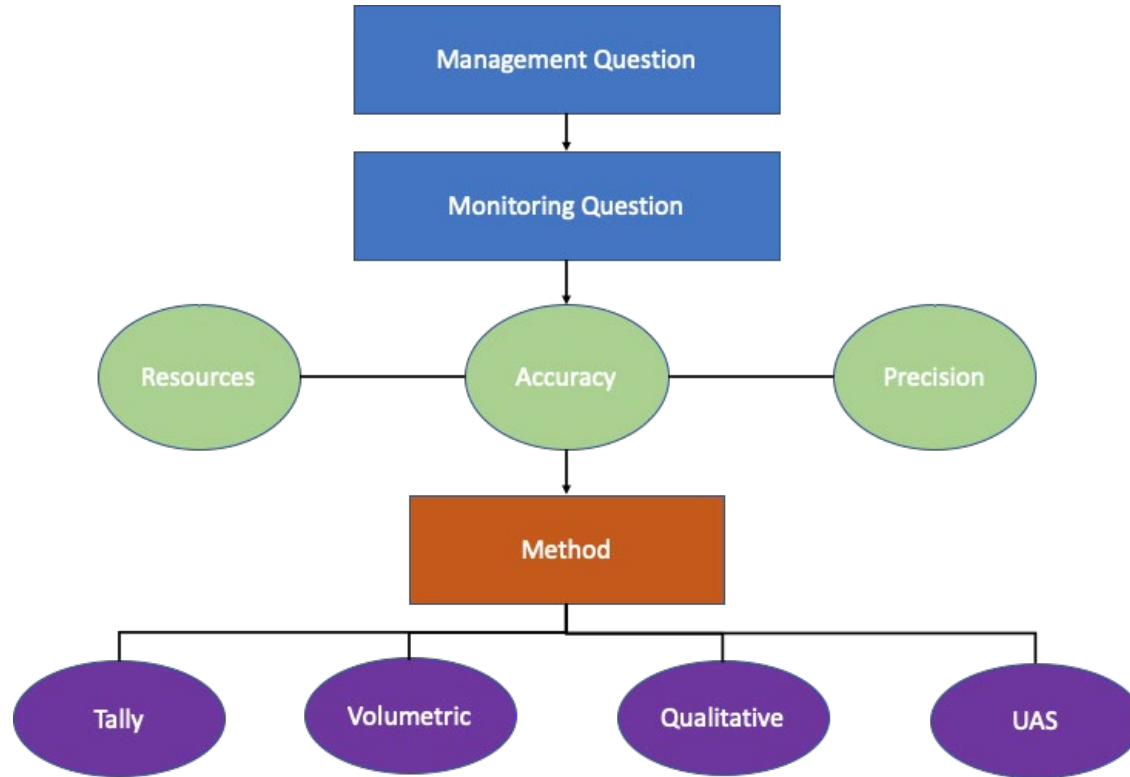 Management Question
Monitoring Question
Resources
Accuracy
Precision
Method
Tally
Volumetric
Qualitative
UAS